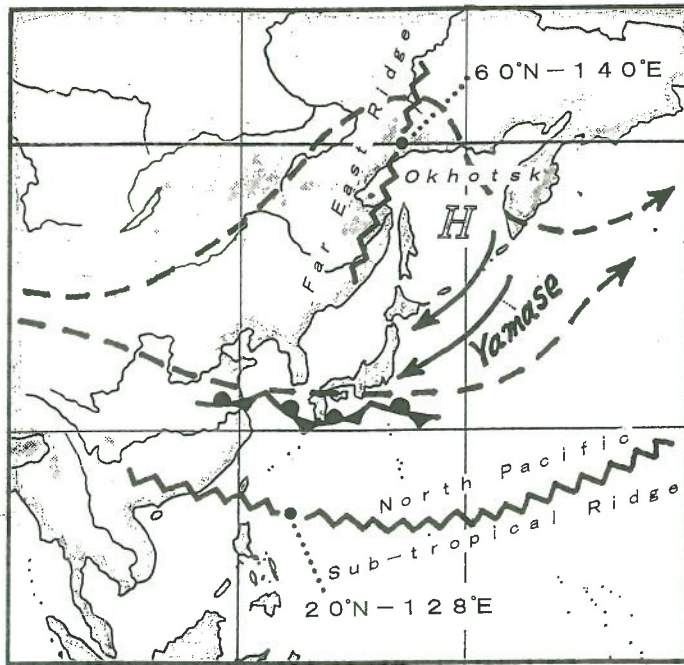 60°N-140°E
Far East Ridge
Okhotsk
H
Yamase
North Pacific
Sub-tropical Ridge
20°N-128°E